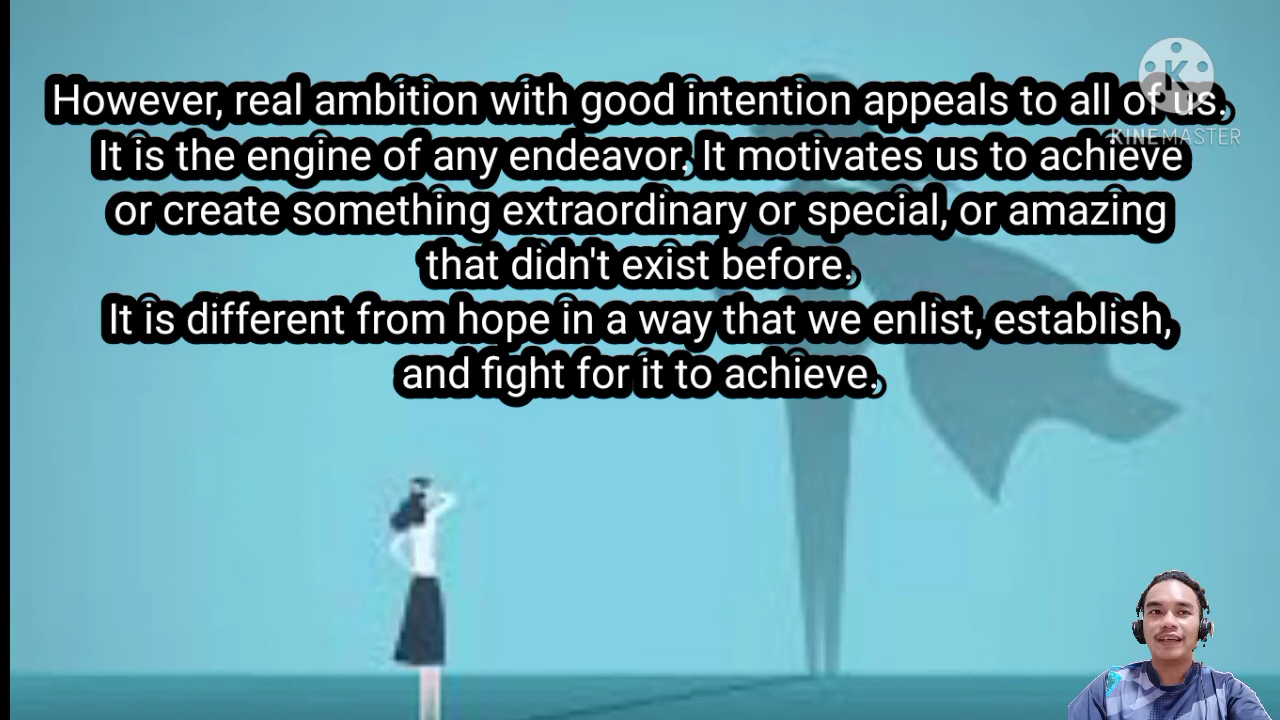 However, real ambition with good intention appeals to all of us.
It is the engine of any endeavor. It motivates us to achieve
or create something extraordinary or special, or amazing
that didn't exist before.
It is different from hope in a way that we enlist, establish,
and fight for it to achieve.
K
KINEMASTER